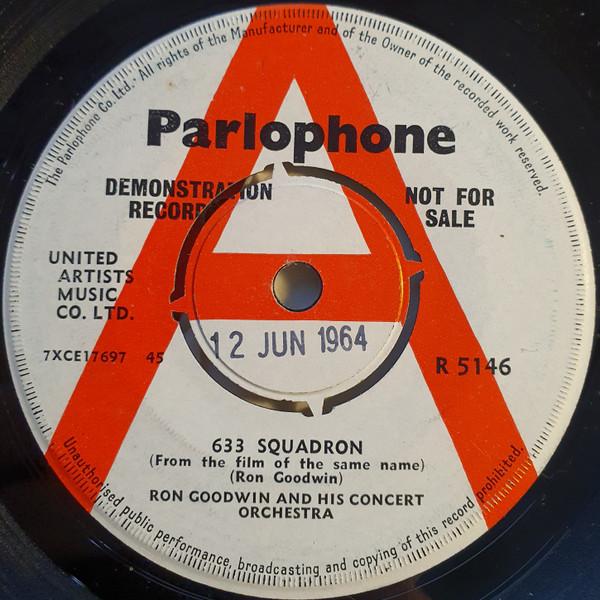 The Parlophone Co. Ltd. All rights of the Manufacturer and of the Owner of the recorded work reserved.
Parlophone
DEMONSTRATION
RECORD
NOT FOR
SALE
UNITED
ARTISTS
MUSIC
CO. LTD.
12 JUN 1964
7XCE17697 45
R 5146
633 SQUADRON
(From the film of the same name)
(Ron Goodwin)
RON GOODWIN AND HIS CONCERT
ORCHESTRA
Unauthorised public performance, broadcasting and copying of this record prohibited.